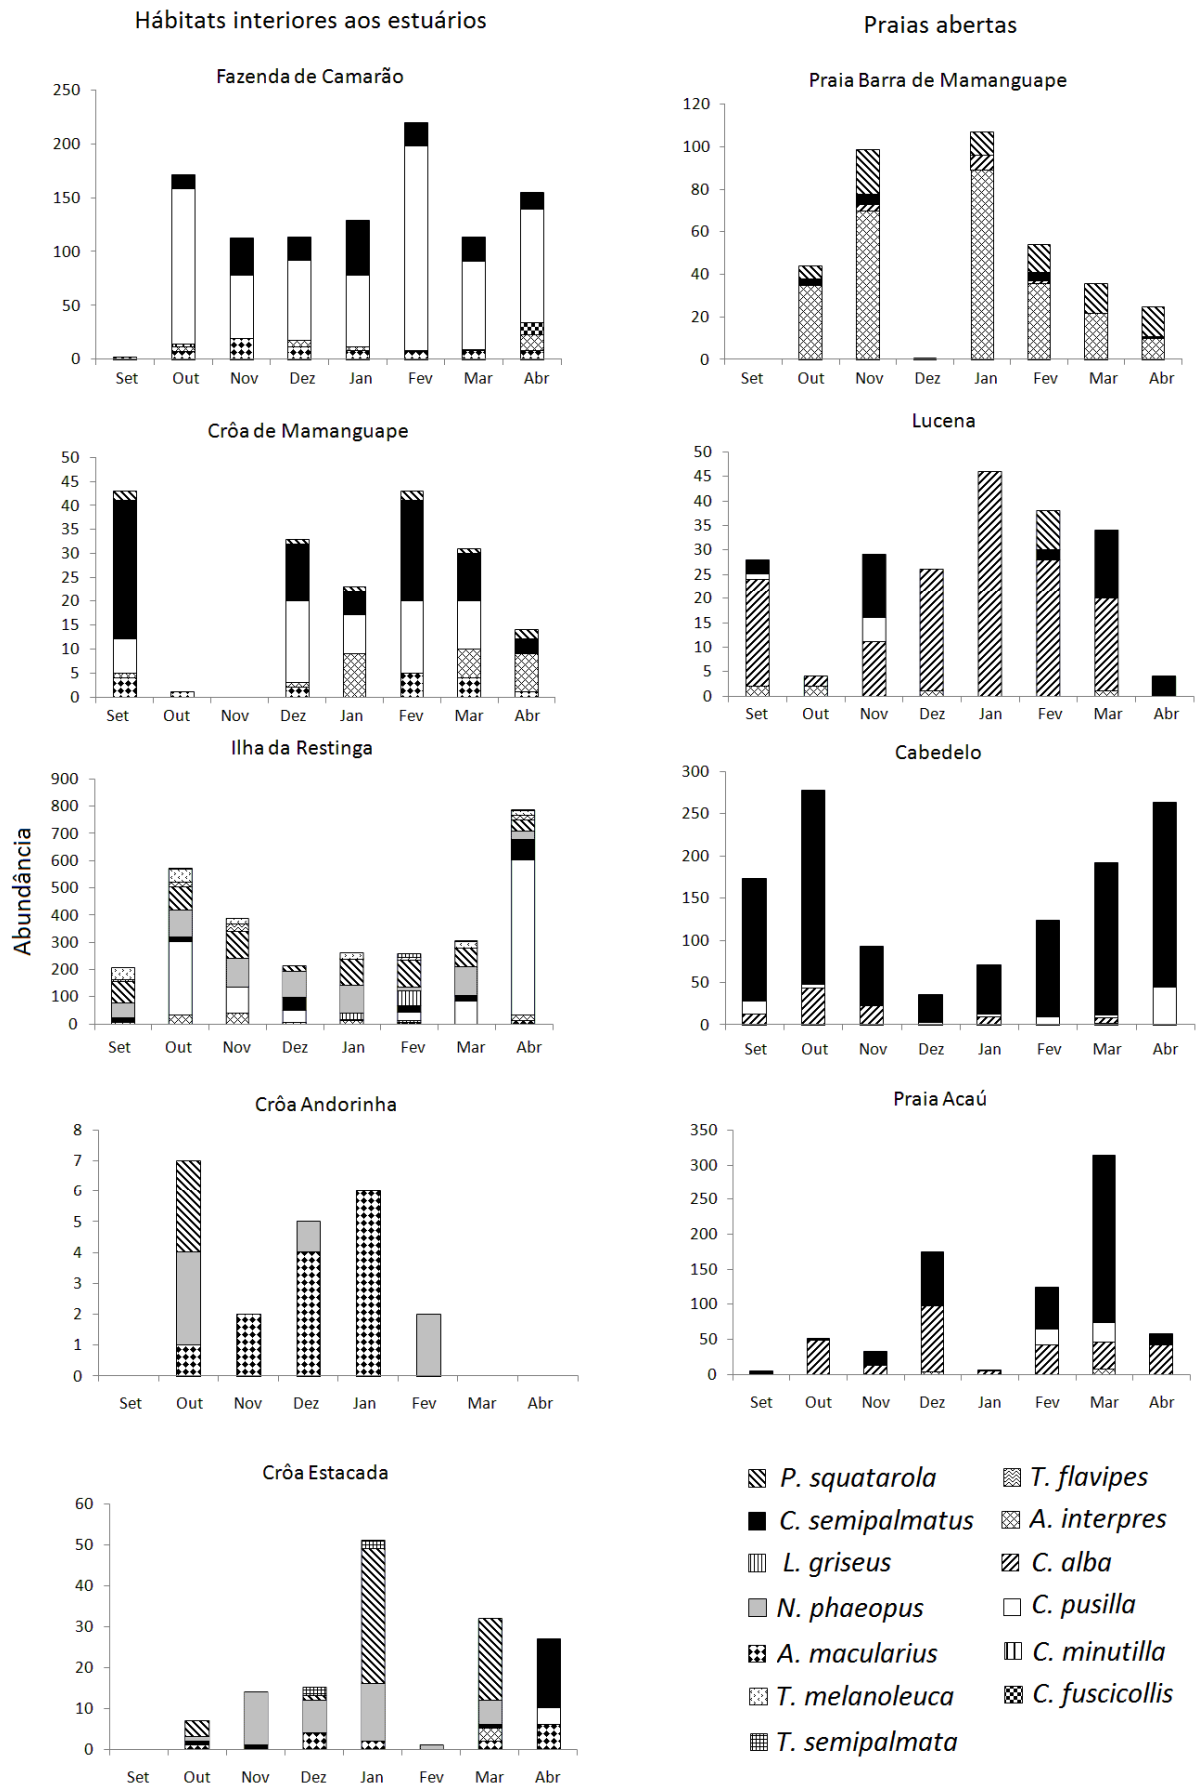 Hábitats interiores aos estuários
Praias abertas
Fazenda de Camarão
250
200
150
100
50
0
Set Out Nov Dez Jan Fev Mar Abr
Praia Barra de Mamanguape
120
100
80
60
40
20
0
Set Out Nov Dez Jan Fev Mar Abr
Crôa de Mamanguape
50
45
40
35
30
25
20
15
10
5
0
Set Out Nov Dez Jan Fev Mar Abr
Lucena
50
45
40
35
30
25
20
15
10
5
0
Set Out Nov Dez Jan Fev Mar Abr
Abundância
Ilha da Restinga
900
800
700
600
500
400
300
200
100
0
Set Out Nov Dez Jan Fev Mar Abr
Cabedelo
300
250
200
150
100
50
0
Set Out Nov Dez Jan Fev Mar Abr
Crôa Andorinha
8
7
6
5
4
3
2
1
0
Set Out Nov Dez Jan Fev Mar Abr
Praia Acaú
350
300
250
200
150
100
50
0
Set Out Nov Dez Jan Fev Mar Abr
Crôa Estacada
60
50
40
30
20
10
0
Set Out Nov Dez Jan Fev Mar Abr
P. squatarola
C. semipalmatus
L. griseus
N. phaeopus
A. macularius
T. melanoleuca
T. semipalmata
T. flavipes
A. interpres
C. alba
C. pusilla
C. minutilla
C. fuscicollis